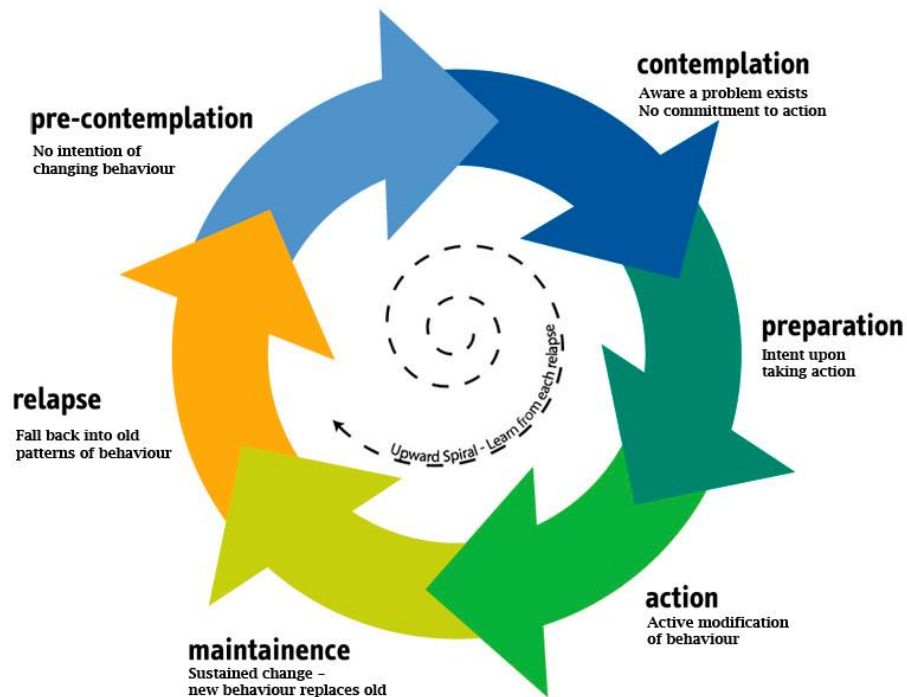 contemplation
Aware a problem exists
No committment to action
pre-contemplation
No intention of
changing behaviour
preparation
Intent upon
taking action
Upward Spiral - Learn from each relapse
relapse
Fall back into old
patterns of behaviour
action
Active modification
of behaviour
maintainence
Sustained change –
new behaviour replaces old